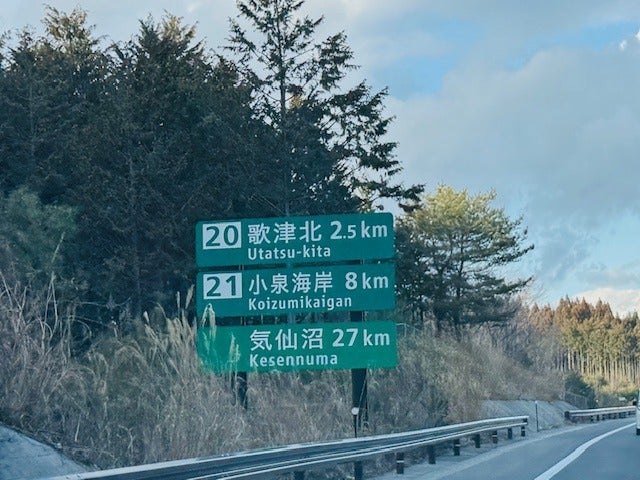 20 歌津北 2.5 km
Utatsu-kita
21 小泉海岸 8 km
Koizumikaigan
気仙沼 27 km
Kesennuma